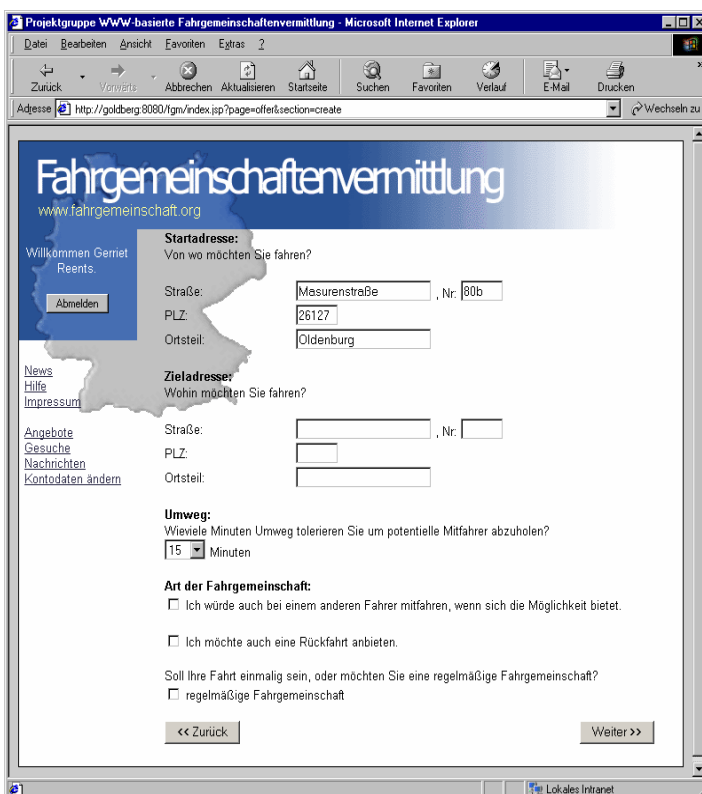 Projektgruppe WWW-basierte Fahrgemeinschaftenvermittlung - Microsoft Internet Explorer
Datei Bearbeiten Ansicht Favoriten Extras ?
Zurück Vorwärts Abbrechen Aktualisieren Startseite Suchen Favoriten Verlauf E-Mail Drucken »
Adresse http://goldberg:8080/fgm/index.jsp?page=offer&section=create Wechseln zu
Fahrgemeinschaftenvermittlung
www.fahrgemeinschaft.org
Willkommen Gerriet
Reents.
Abmelden
News
Hilfe
Impressum
Angebote
Gesuche
Nachrichten
Kontodaten ändern
Startadresse:
Von wo möchten Sie fahren?
Straße: Masurenstraße , Nr: 80b
PLZ: 26127
Ortsteil: Oldenburg
Zieladresse:
Wohin möchten Sie fahren?
Straße: , Nr:
PLZ:
Ortsteil:
Umweg:
Wieviele Minuten Umweg tolerieren Sie um potentielle Mitfahrer abzuholen?
15 Minuten
Art der Fahrgemeinschaft:
Ich würde auch bei einem anderen Fahrer mitfahren, wenn sich die Möglichkeit bietet.
Ich möchte auch eine Rückfahrt anbieten.
Soll Ihre Fahrt einmalig sein, oder möchten Sie eine regelmäßige Fahrgemeinschaft?
regelmäßige Fahrgemeinschaft
<< Zurück Weiter >>
Lokales Intranet